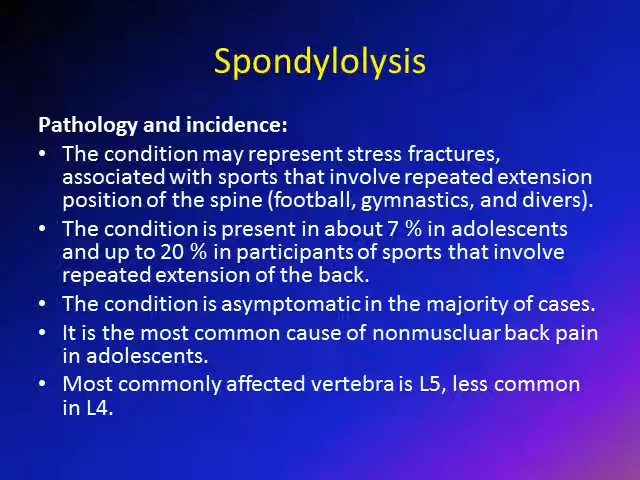 Spondylolysis
Pathology and incidence:
• The condition may represent stress fractures,
associated with sports that involve repeated extension
position of the spine (football, gymnastics, and divers).
• The condition is present in about 7 % in adolescents
and up to 20 % in participants of sports that involve
repeated extension of the back.
• The condition is asymptomatic in the majority of cases.
• It is the most common cause of nonmuscluar back pain
in adolescents.
• Most commonly affected vertebra is L5, less common
in L4.